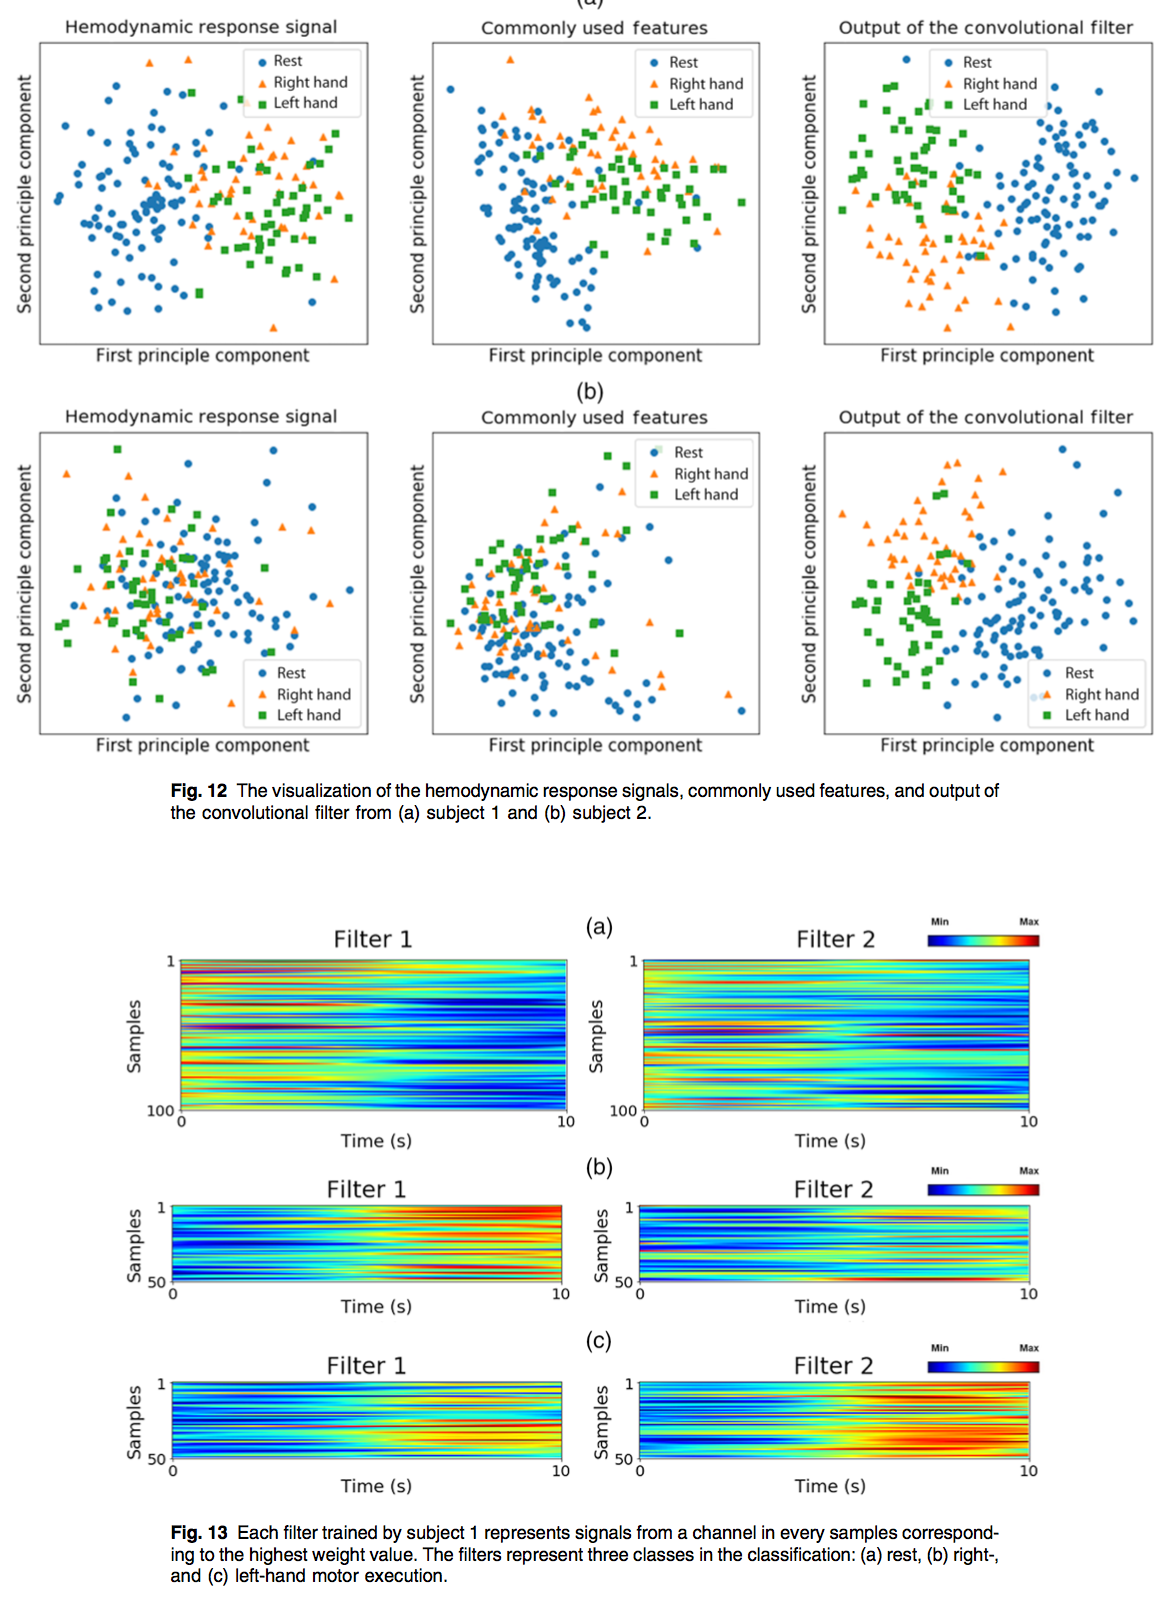 (a)
Hemodynamic response signal
Commonly used features
Output of the convolutional filter
Second principle component
Rest
Right hand
Left hand
First principle component
Second principle component
Rest
Right hand
Left hand
First principle component
Second principle component
Rest
Right hand
Left hand
First principle component
(b)
Hemodynamic response signal
Commonly used features
Output of the convolutional filter
Second principle component
Rest
Right hand
Left hand
First principle component
Second principle component
Rest
Right hand
Left hand
First principle component
Second principle component
Rest
Right hand
Left hand
First principle component
Fig. 12 The visualization of the hemodynamic response signals, commonly used features, and output of
the convolutional filter from (a) subject 1 and (b) subject 2.
(a)
Min Max
Filter 1
Samples
1
100
0 10
Time (s)
Filter 2
Samples
1
100
0 10
Time (s)
(b)
Min Max
Filter 1
Samples
1
50
0 10
Time (s)
Filter 2
Samples
1
50
0 10
Time (s)
(c)
Min Max
Filter 1
Samples
1
50
0 10
Time (s)
Filter 2
Samples
1
50
0 10
Time (s)
Fig. 13 Each filter trained by subject 1 represents signals from a channel in every samples correspond-
ing to the highest weight value. The filters represent three classes in the classification: (a) rest, (b) right-,
and (c) left-hand motor execution.